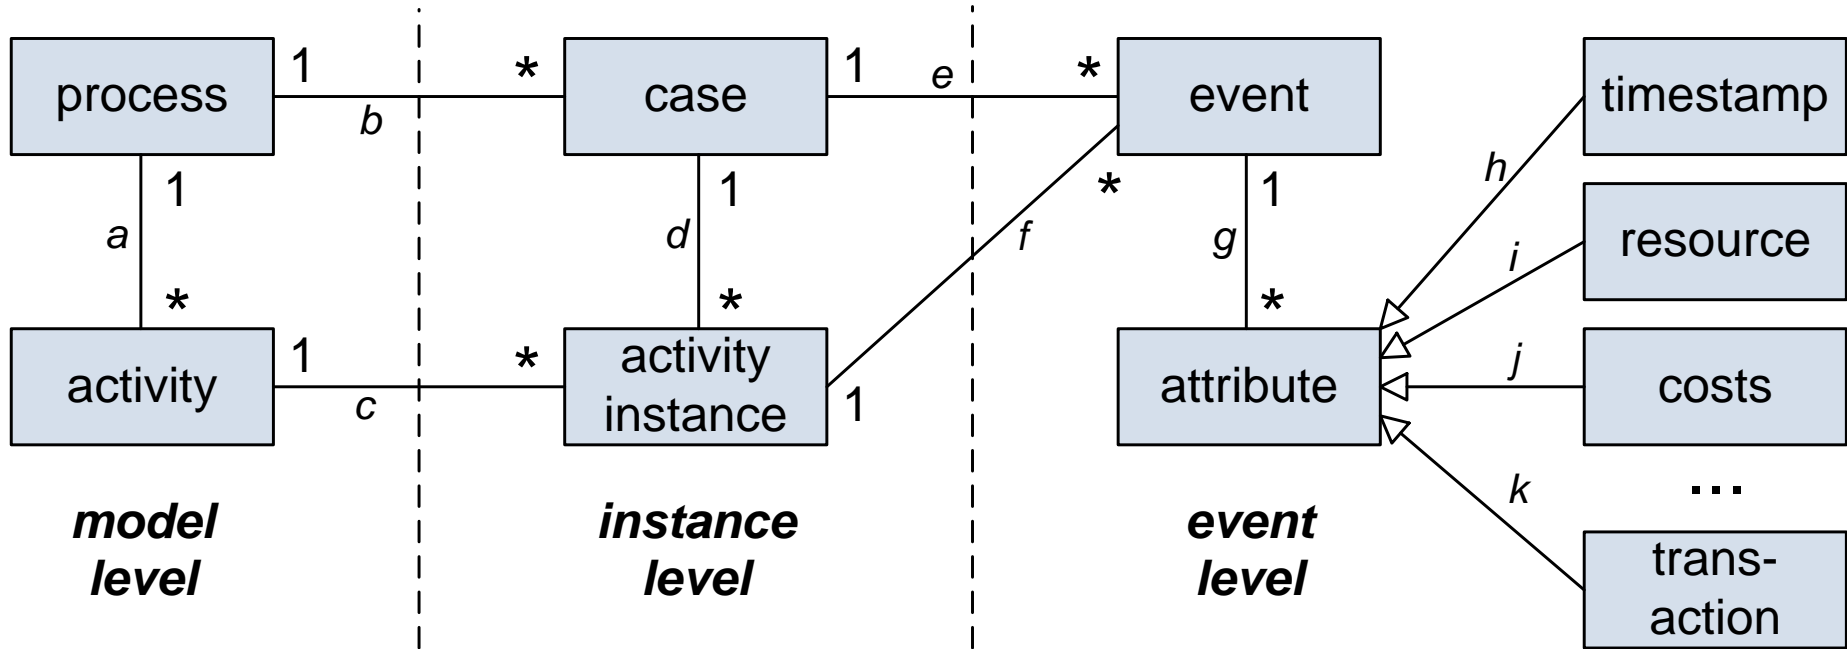 process
1
*
case
1
*
event
timestamp
b
e
1
1
*
1
h
resource
a
d
f
g
i
*
*
*
activity
1
*
activity
instance
1
attribute
j
costs
c
k
...
model
level
instance
level
event
level
trans-
action